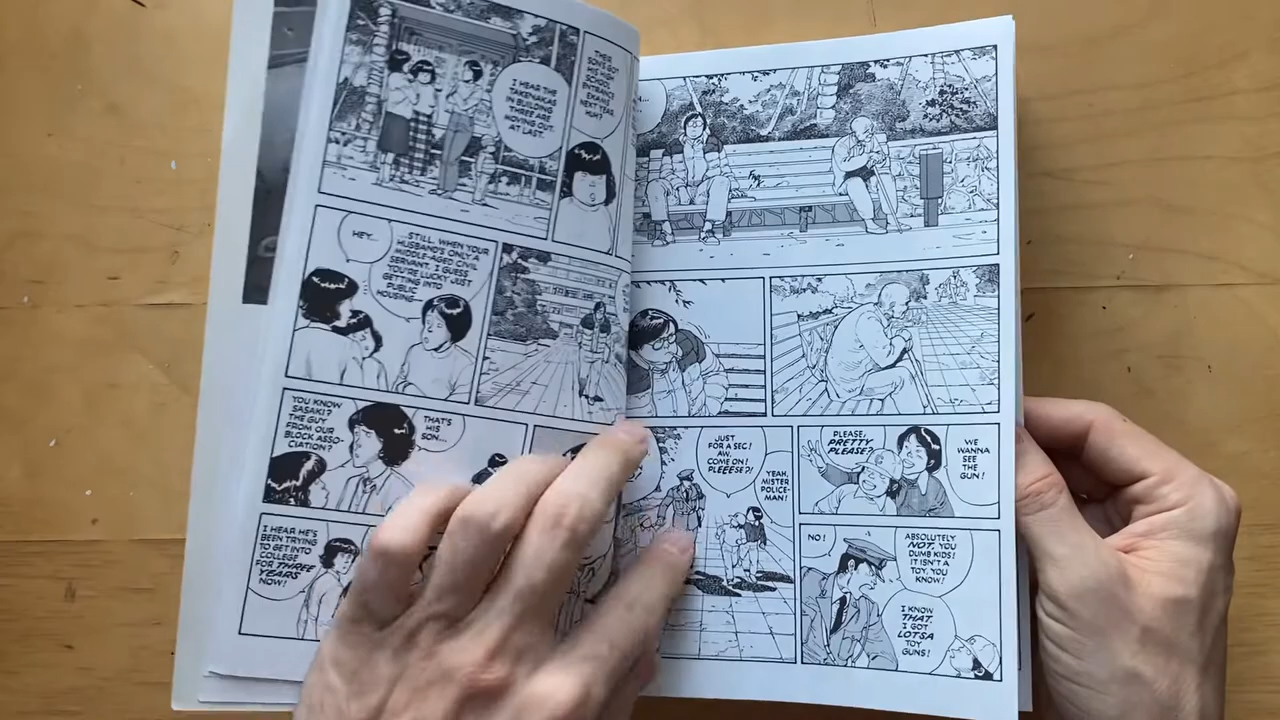 I HEAR THE
TAKENAKAS
IN BUILDING
THREE ARE
MOVING OUT.
AT LAST.
THEIR
SON'S GOT
MY HIGH
SCHOOL
ENTRANCE
EXAMS
NEXT YEAR,
HUH?
HEY...
...STILL, WHEN YOUR
HUSBAND'S ONLY A
MIDDLE-AGED CIVIL
SERVANT, I GUESS
YOU'RE LUCKY JUST
GETTING INTO
PUBLIC
HOUSING—
YOU KNOW
SASAKI?
THE GUY
FROM OUR
BLOCK ASSO-
CIATION?
THAT'S
HIS
SON...
I HEAR HE'S
BEEN TRYING
TO GET INTO
COLLEGE
FOR THREE
YEARS
NOW!
JUST
FOR A SEC!
AW,
COME ON!
PLEEESE?!
YEAH,
MISTER
POLICE-
MAN!
PLEASE,
PRETTY
PLEASE?
WE
WANNA
SEE
THE
GUN!
NO!
ABSOLUTELY
NOT, YOU
DUMB KIDS!
IT ISN'T A
TOY, YOU
KNOW!
I KNOW
THAT.
I GOT
LOTSA
TOY
GUNS!